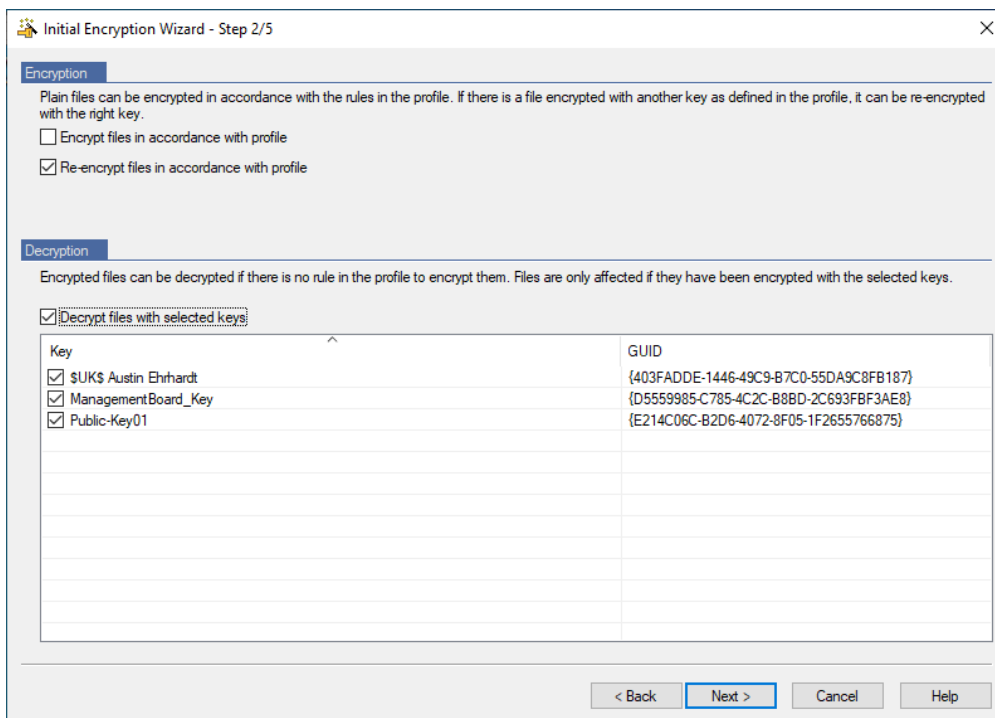 Initial Encryption Wizard - Step 2/5
Encryption
Plain files can be encrypted in accordance with the rules in the profile. If there is a file encrypted with another key as defined in the profile, it can be re-encrypted
with the right key.
Encrypt files in accordance with profile
Re-encrypt files in accordance with profile
Decryption
Encrypted files can be decrypted if there is no rule in the profile to encrypt them. Files are only affected if they have been encrypted with the selected keys.
Decrypt files with selected keys
Key GUID
$UK$ Austin Ehrhardt {403FADDE-1446-49C9-B7C0-55DA9C8FB187}
ManagementBoard_Key {D5559985-C785-4C2C-B8BD-2C693FBF3AE8}
Public-Key01 {E214C06C-B2D6-4072-8F05-1F2655766875}
< Back Next > Cancel Help